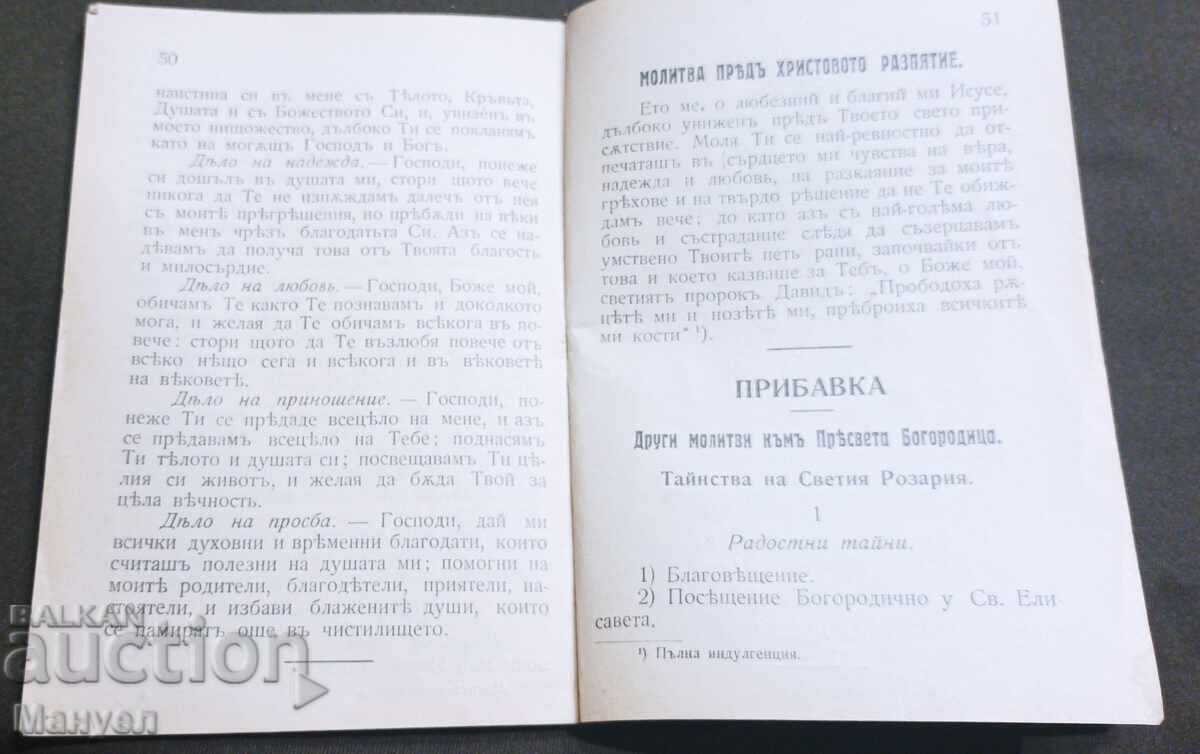 50
наистина си въ мене съ Тѣлото, Кръвьта,
Душата и съ Божеството Си, и, унизенъ въ
моето нищожество, дълбоко Ти се покланямъ
като на могѫщъ Господъ и Богъ.
Дѣло на надежда. — Господи, понеже
си дошълъ въ душата ми, стори щото вече
никога да Те не изпѫждамъ далечъ отъ нея
съ моитѣ прѣгрѣшения, но прѣбѫди на вѣки
въ менъ чрѣзъ благодатьта Си. Азъ се на-
дѣвамъ да получа това отъ Твоята благость
и милосърдие.
Дѣло на любовь. — Господи, Боже мой,
обичамъ Те както Те познавамъ и доколкото
мога, и желая да Те обичамъ всѣкога въ по-
вече; стори щото да Те възлюбя повече отъ
всѣко нѣщо сега и всѣкога и въ вѣковетѣ
на вѣковетѣ.
Дѣло на приношение. — Господи, по-
неже Ти се прѣдаде всецѣло на мене, и азъ
се прѣдавамъ всецѣло на Тебе; поднасямъ
Ти тѣлото и душата си; посвещавамъ Ти цѣ-
лия си животъ, и желая да бѫда Твой за
цѣла вѣчность.
Дѣло на просба. — Господи, дай ми
всички духовни и врѣменни благодати, които
считашъ полезни на душата ми; помогни на
моитѣ родители, благодѣтели, приятели, на-
стоятели, и избави блаженитѣ души, които
се намиратъ още въ чистилището.
51
МОЛИТВА ПРѢДЪ ХРИСТОВОТО РАЗПЯТИЕ.
Ето ме, о любезний и благий ми Исусе,
дълбоко униженъ прѣдъ Твоето свето при-
сѫтствие. Моля Ти се най-ревностно да от-
печаташъ въ сърдцето ми чувства на вѣра,
надежда и любовь, на разкаяние за моитѣ
грѣхове и на твърдо рѣшение да не Те обиж-
дамъ вече; до като азъ съ най-голѣма лю-
бовь и състрадание слѣдя да съзерцавамъ
умствено Твоитѣ петь рани, започвайки отъ
това и което казваше за Тебъ, о Боже мой,
светиятъ пророкъ Давидъ: „Прободоха рѫ-
цѣтѣ ми и нозѣтѣ ми, прѣброиха всичкитѣ
ми кости“ ¹).
ПРИБАВКА
Други молитви къмъ Прѣсвета Богородица.
Тайнства на Светия Розария.
1
Радостни тайни.
1) Благовѣщение.
2) Посѣщение Богородично у Св. Ели-
савета.
¹) Пълна индулгенция.
BALKAN
auction
Мануел